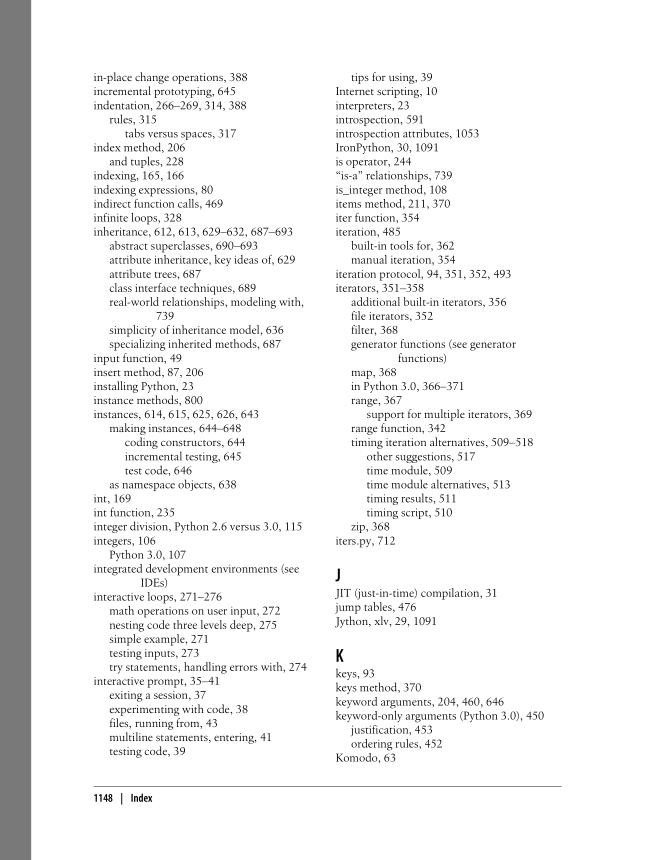 in-place change operations, 388
incremental prototyping, 645
indentation, 266–269, 314, 388
rules, 315
tabs versus spaces, 317
index method, 206
and tuples, 228
indexing, 165, 166
indexing expressions, 80
indirect function calls, 469
infinite loops, 328
inheritance, 612, 613, 629–632, 687–693
abstract superclasses, 690–693
attribute inheritance, key ideas of, 629
attribute trees, 687
class interface techniques, 689
real-world relationships, modeling with,
739
simplicity of inheritance model, 636
specializing inherited methods, 687
input function, 49
insert method, 87, 206
installing Python, 23
instance methods, 800
instances, 614, 615, 625, 626, 643
making instances, 644–648
coding constructors, 644
incremental testing, 645
test code, 646
as namespace objects, 638
int, 169
int function, 235
integer division, Python 2.6 versus 3.0, 115
integers, 106
Python 3.0, 107
integrated development environments (see
IDEs)
interactive loops, 271–276
math operations on user input, 272
nesting code three levels deep, 275
simple example, 271
testing inputs, 273
try statements, handling errors with, 274
interactive prompt, 35–41
exiting a session, 37
experimenting with code, 38
files, running from, 43
multiline statements, entering, 41
testing code, 39
tips for using, 39
Internet scripting, 10
interpreters, 23
introspection, 591
introspection attributes, 1053
IronPython, 30, 1091
is operator, 244
“is-a” relationships, 739
is_integer method, 108
items method, 211, 370
iter function, 354
iteration, 485
built-in tools for, 362
manual iteration, 354
iteration protocol, 94, 351, 352, 493
iterators, 351–358
additional built-in iterators, 356
file iterators, 352
filter, 368
generator functions (see generator
functions)
map, 368
in Python 3.0, 366–371
range, 367
support for multiple iterators, 369
range function, 342
timing iteration alternatives, 509–518
other suggestions, 517
time module, 509
time module alternatives, 513
timing results, 511
timing script, 510
zip, 368
iters.py, 712
J
JIT (just-in-time) compilation, 31
jump tables, 476
Jython, xlv, 29, 1091
K
keys, 93
keys method, 370
keyword arguments, 204, 460, 646
keyword-only arguments (Python 3.0), 450
justification, 453
ordering rules, 452
Komodo, 63
1148 | Index